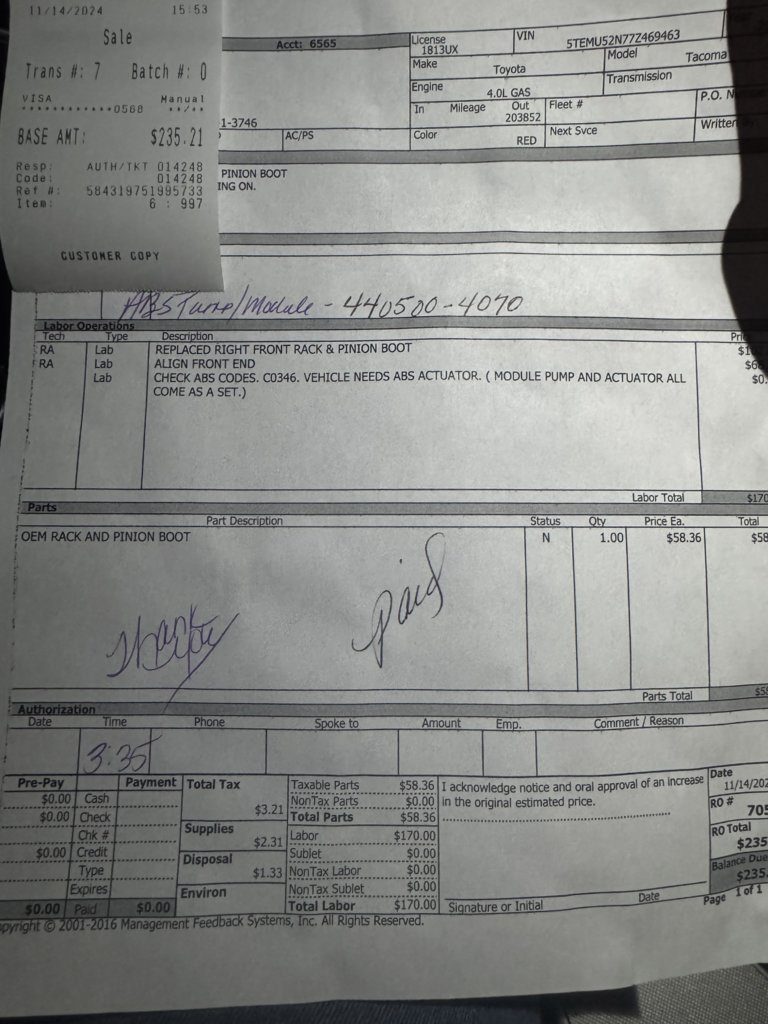 11/14/2024 15:53
Sale
Trans #: 7 Batch #: 0
VISA Manual
************0568 **/**
BASE AMT: $235.21
Resp: AUTH/TKT 014248
Code: 014248
Ref #: 584319751995733
Item: 6 : 997
CUSTOMER COPY
Acct: 6565
License
1813UX
VIN
5TEMU52N77Z469463
Make
Toyota
Model
Tacoma
Engine
4.0L GAS
Transmission
In Mileage Out
203852
Fleet #
P.O.
1-3746
AC/PS
Color
RED
Next Svce
Written
PINION BOOT
ING ON.
ABS Pump/Module - 440500-4070
Labor Operations
Tech Type Description
RA Lab REPLACED RIGHT FRONT RACK & PINION BOOT
RA Lab ALIGN FRONT END
Lab CHECK ABS CODES. C0346. VEHICLE NEEDS ABS ACTUATOR. ( MODULE PUMP AND ACTUATOR ALL $0.
COME AS A SET.)
Labor Total $170
Parts
Part Description Status Qty Price Ea. Total
OEM RACK AND PINION BOOT N 1.00 $58.36 $58
Paid
Parts Total
Authorization
Date Time Phone Spoke to Amount Emp. Comment / Reason
3:35
Pre-Pay Payment
$0.00 Cash
$0.00 Check
Chk #
$0.00 Credit
Type
Expires
$0.00 Paid $0.00
Total Tax
$3.21
Supplies
$2.31
Disposal
$1.33
Environ
Taxable Parts $58.36
NonTax Parts $0.00
Total Parts $58.36
Labor $170.00
Sublet $0.00
NonTax Labor $0.00
NonTax Sublet $0.00
Total Labor $170.00
I acknowledge notice and oral approval of an increase
in the original estimated price.
Signature or Initial Date
Date
11/14/202
RO #
705
RO Total
$235
Balance Due
$235.
Page 1 of 1
opyright © 2001-2016 Management Feedback Systems, Inc. All Rights Reserved.